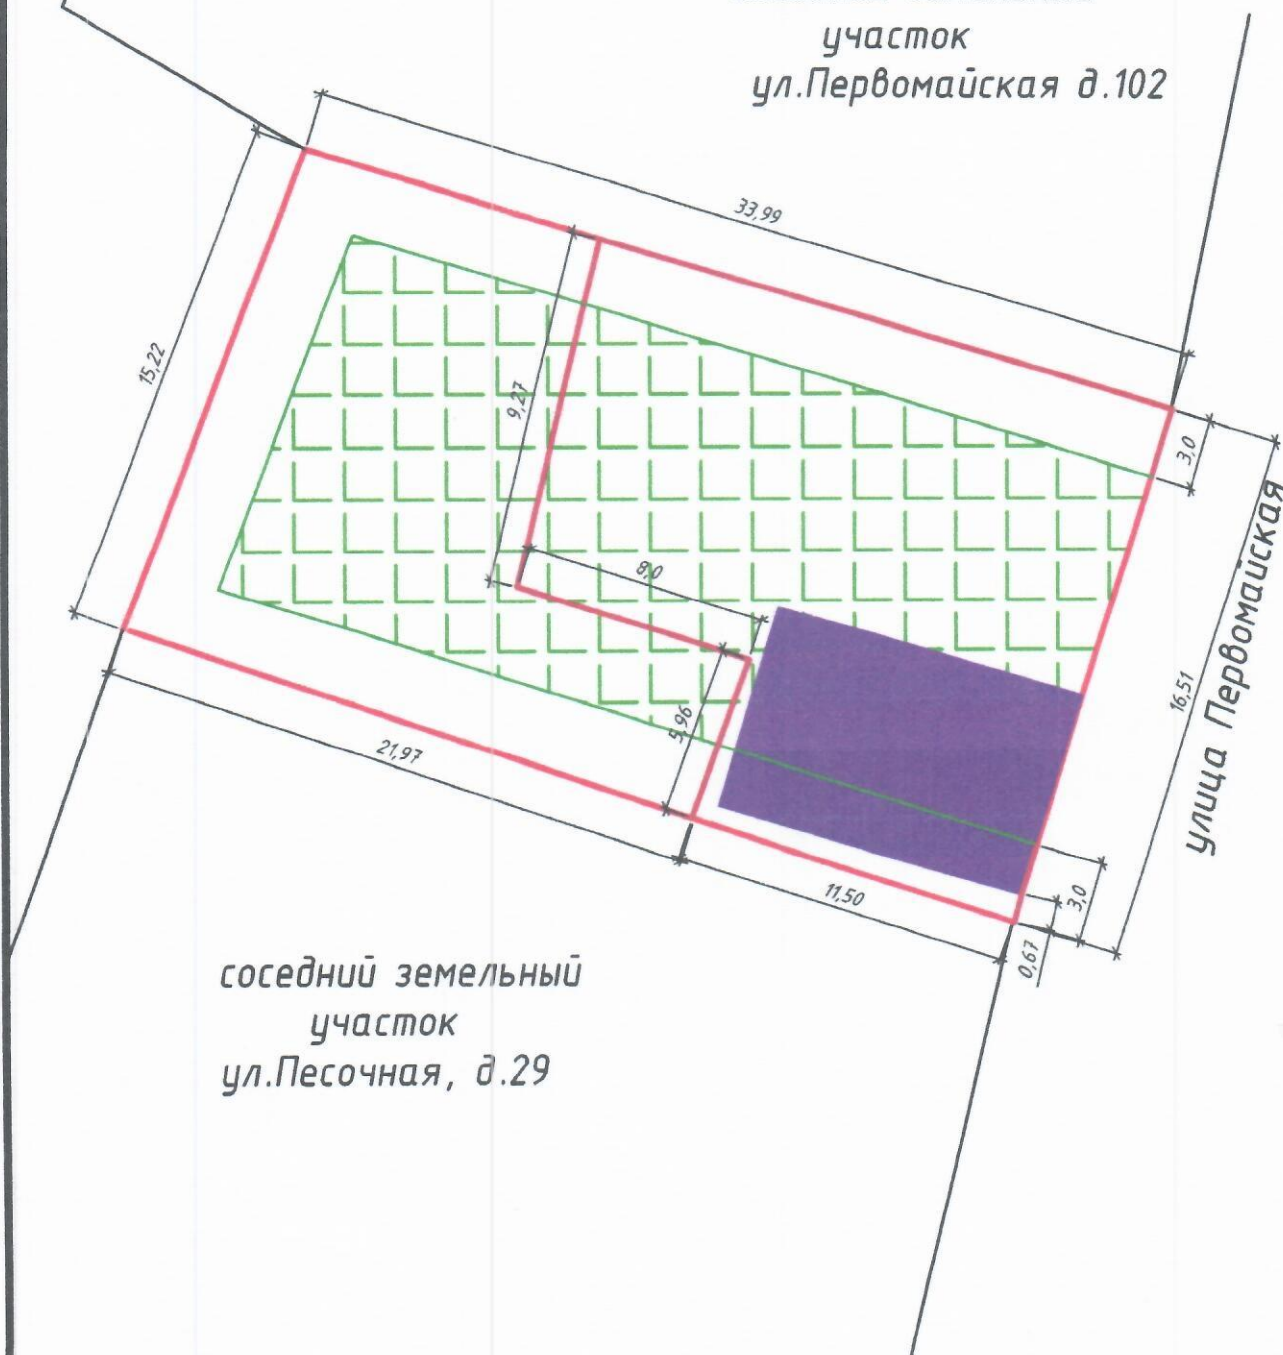 участок
ул.Первомайская д.102
33,99
15,22
9,27
3,0
8,0
улица Первомайская
16,51
5,96
21,97
11,50
3,0
0,67
соседний земельный
участок
ул.Песочная, д.29